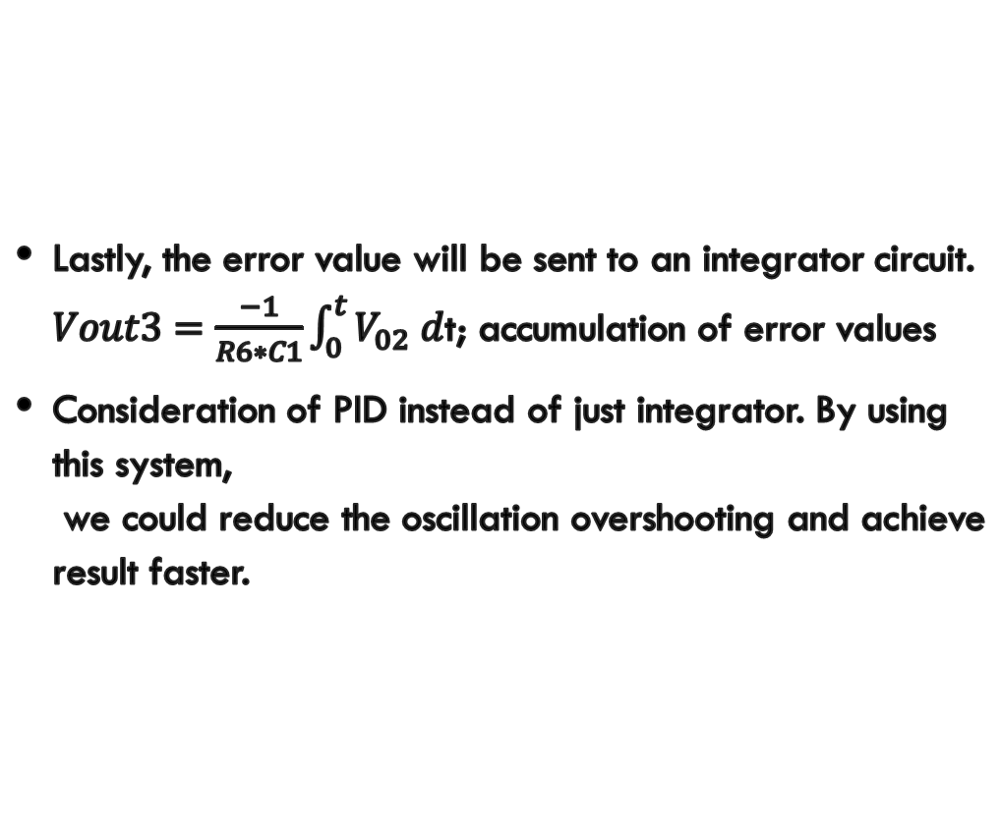 • Lastly, the error value will be sent to an integrator circuit.
Vout3 = \frac{-1}{R6*C1} \int_0^t V_{02} dt; accumulation of error values
• Consideration of PID instead of just integrator. By using
this system,
we could reduce the oscillation overshooting and achieve
result faster.